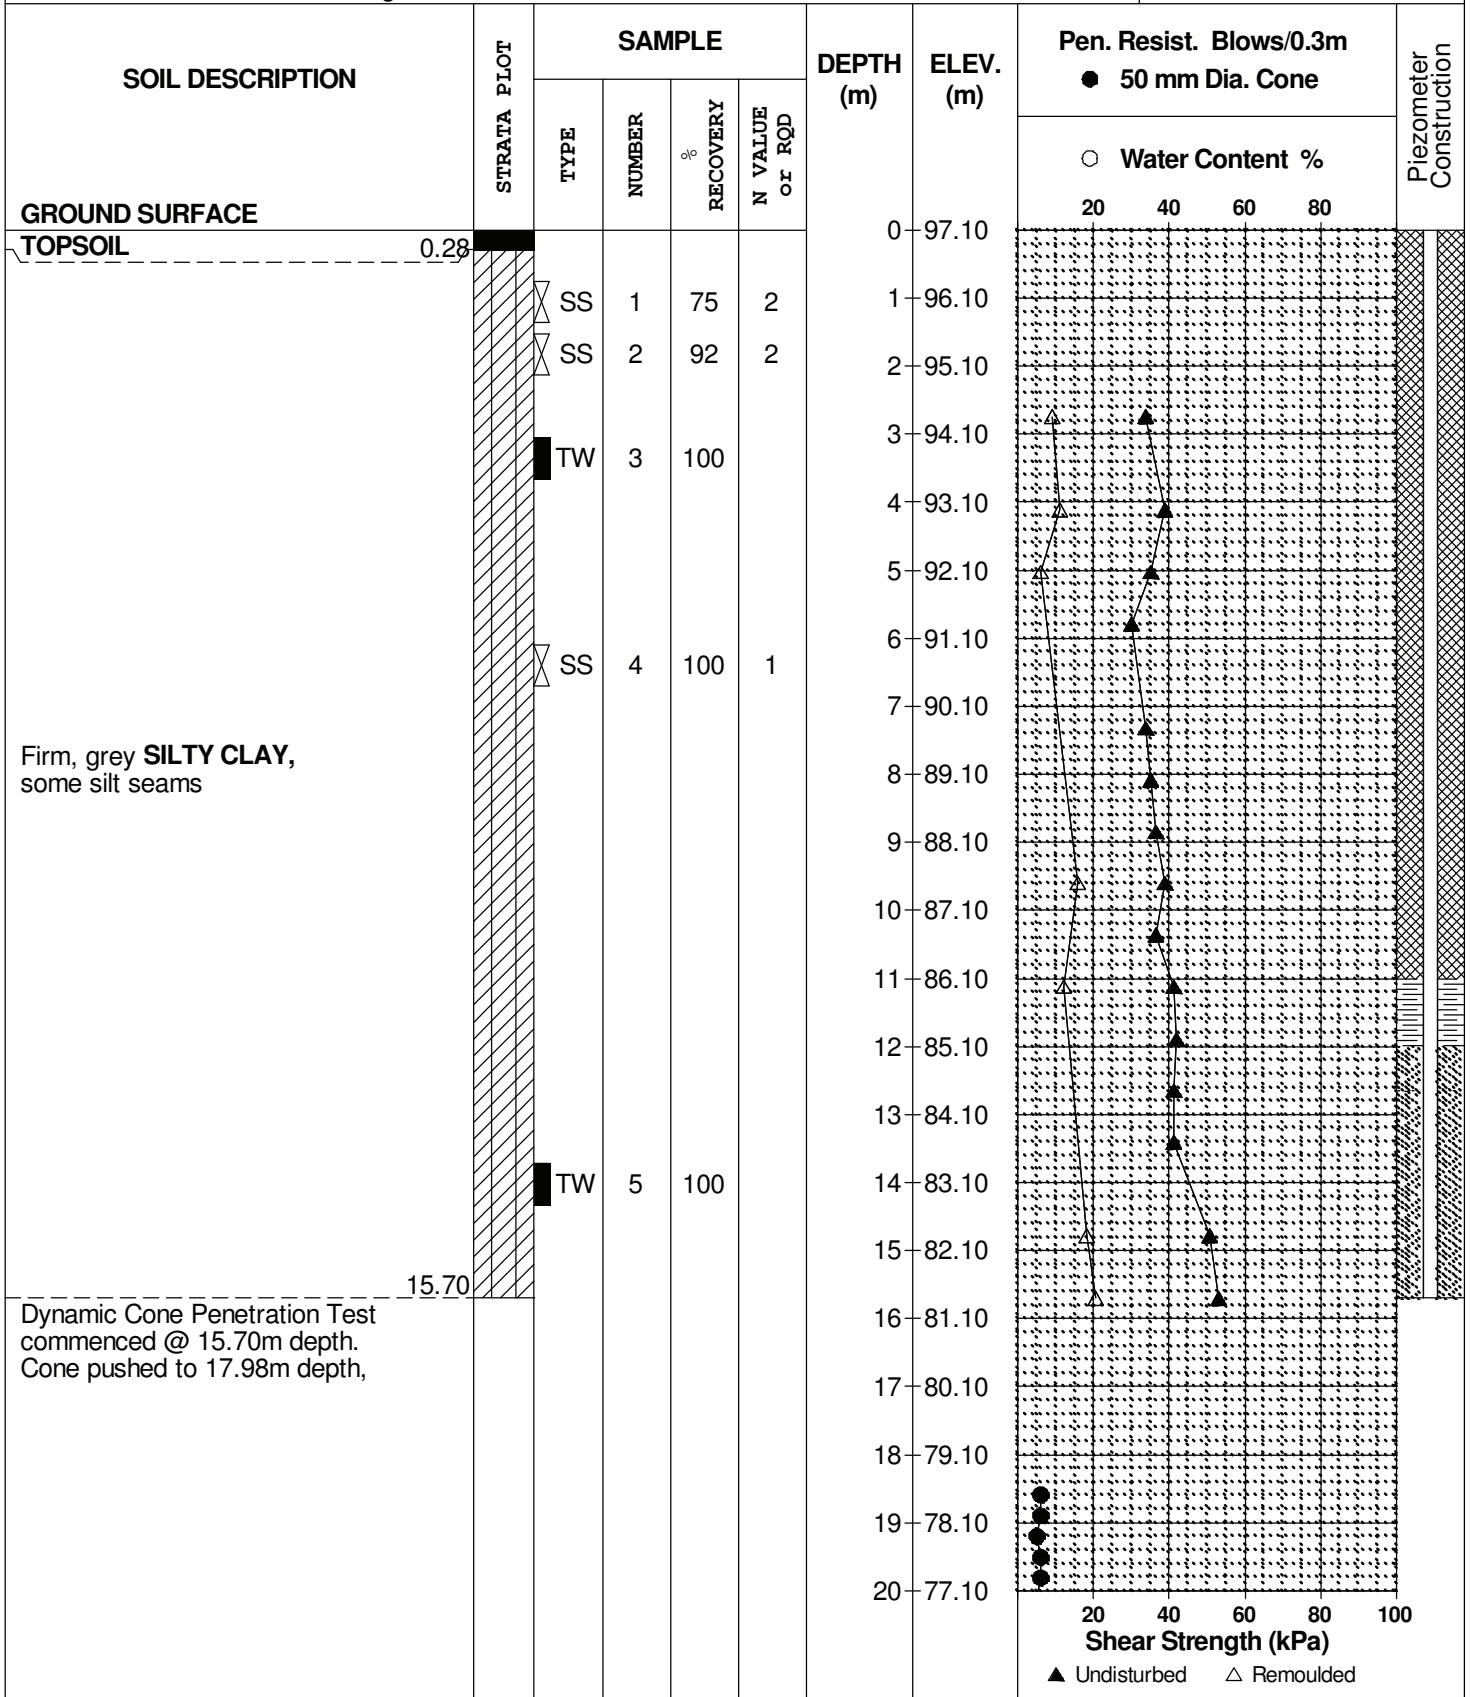 SOIL DESCRIPTION
STRATA PLOT
SAMPLE
TYPE
NUMBER
% RECOVERY
N VALUE or RQD
DEPTH (m)
ELEV. (m)
Pen. Resist. Blows/0.3m
● 50 mm Dia. Cone
○ Water Content %
Piezometer Construction
20 40 60 80
GROUND SURFACE
0 97.10
TOPSOIL 0.28
SS 1 75 2
1 96.10
SS 2 92 2
2 95.10
3 94.10
TW 3 100
4 93.10
5 92.10
6 91.10
SS 4 100 1
7 90.10
Firm, grey SILTY CLAY,
some silt seams
8 89.10
9 88.10
10 87.10
11 86.10
12 85.10
13 84.10
TW 5 100
14 83.10
15 82.10
15.70
Dynamic Cone Penetration Test
commenced @ 15.70m depth.
Cone pushed to 17.98m depth,
16 81.10
17 80.10
18 79.10
19 78.10
20 77.10
20 40 60 80 100
Shear Strength (kPa)
▲ Undisturbed △ Remoulded